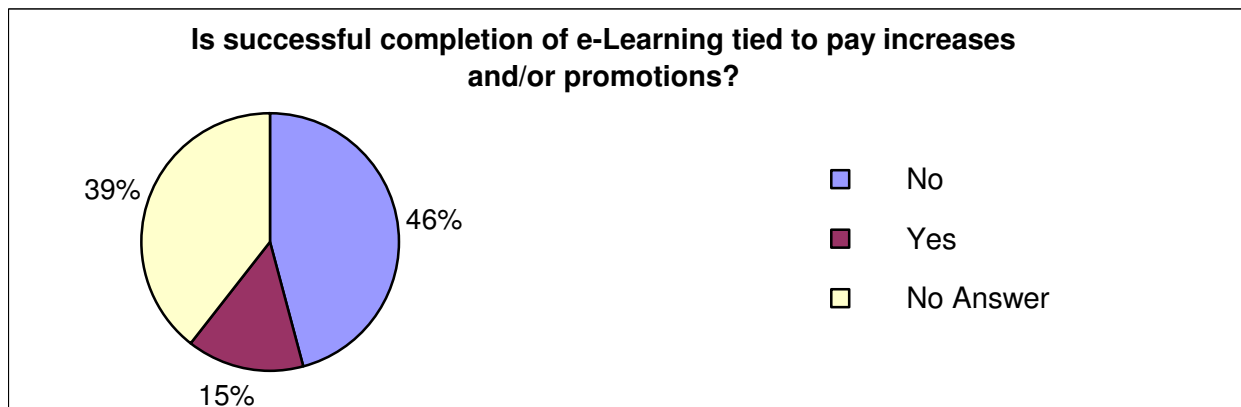 Is successful completion of e-Learning tied to pay increases
and/or promotions?
39%
46%
15%
No
Yes
No Answer